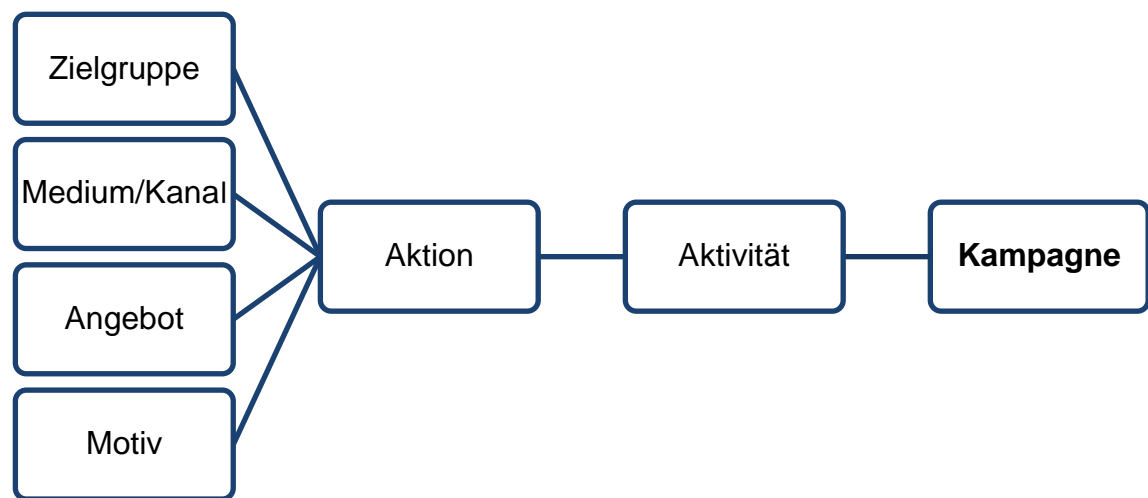 Zielgruppe
Medium/Kanal
Angebot
Motiv
Aktion
Aktivität
Kampagne